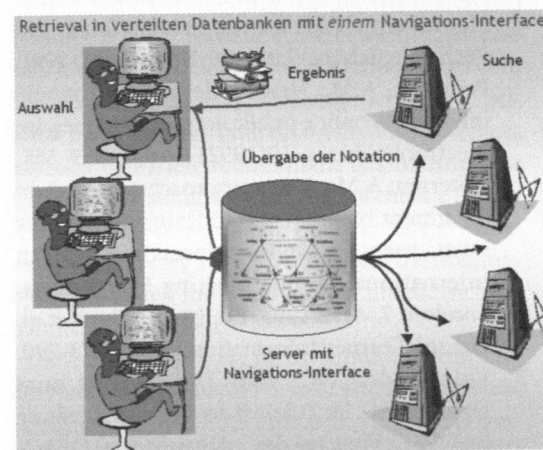 Retrieval in verteilten Datenbanken mit einem Navigations-Interface
Ergebnis
Suche
Auswahl
Übergabe der Notation
Server mit
Navigations-Interface